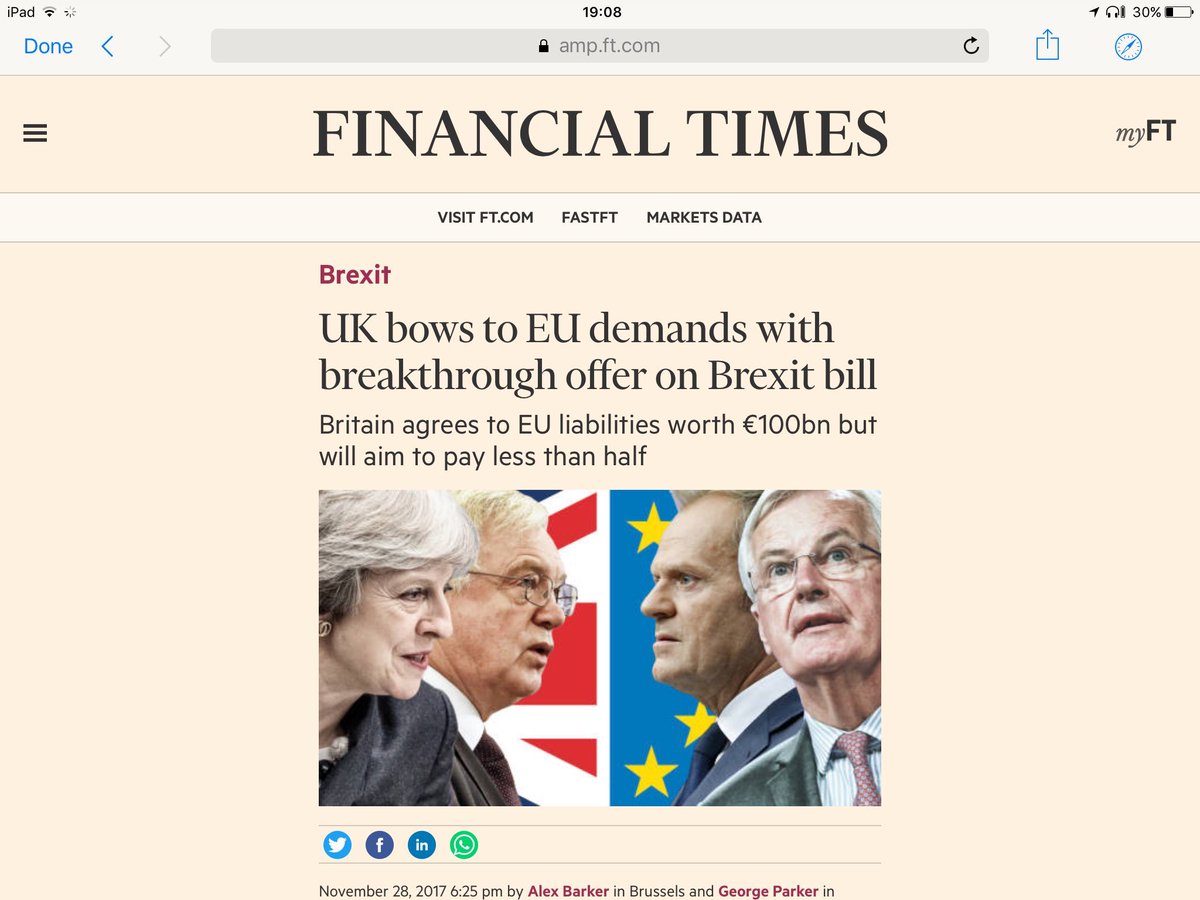 iPad 19:08 30%
Done amp.ft.com
FINANCIAL TIMES
myFT
VISIT FT.COM FASTFT MARKETS DATA
Brexit
UK bows to EU demands with
breakthrough offer on Brexit bill
Britain agrees to EU liabilities worth €100bn but
will aim to pay less than half
November 28, 2017 6:25 pm by Alex Barker in Brussels and George Parker in